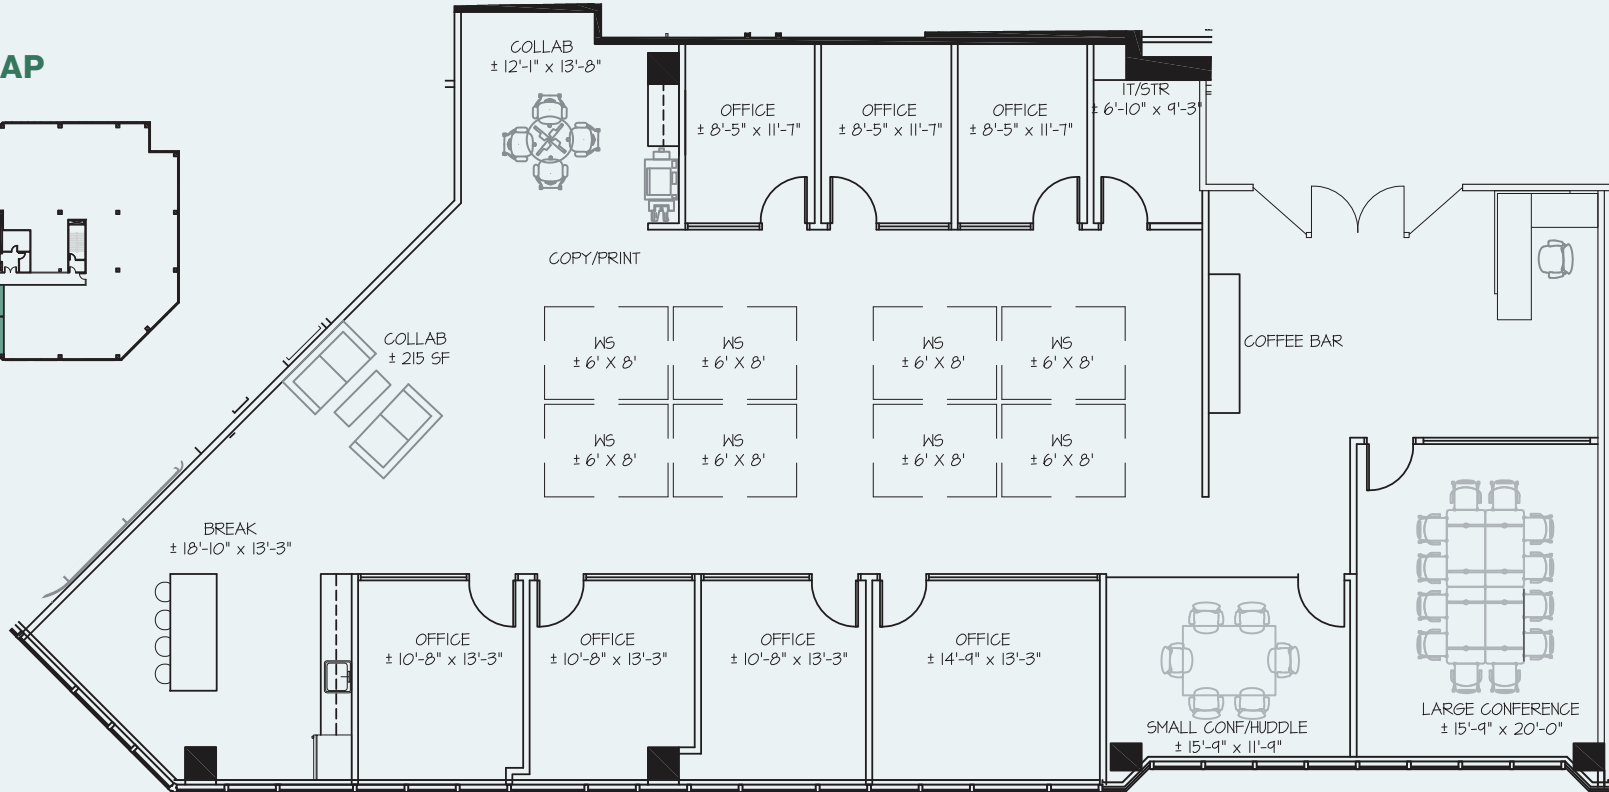 AP
COLLAB
± 12'-1" x 13'-8"
OFFICE
± 8'-5" x 11'-7"
OFFICE
± 8'-5" x 11'-7"
OFFICE
± 8'-5" x 11'-7"
IT/STR
± 6'-10" x 9'-3"
COPY/PRINT
COLLAB
± 215 SF
WS
± 6' X 8'
WS
± 6' X 8'
WS
± 6' X 8'
WS
± 6' X 8'
COFFEE BAR
WS
± 6' X 8'
WS
± 6' X 8'
WS
± 6' X 8'
WS
± 6' X 8'
BREAK
± 18'-10" x 13'-3"
OFFICE
± 10'-8" x 13'-3"
OFFICE
± 10'-8" x 13'-3"
OFFICE
± 10'-8" x 13'-3"
OFFICE
± 14'-9" x 13'-3"
SMALL CONF/HUDDLE
± 15'-9" x 11'-9"
LARGE CONFERENCE
± 15'-9" x 20'-0"